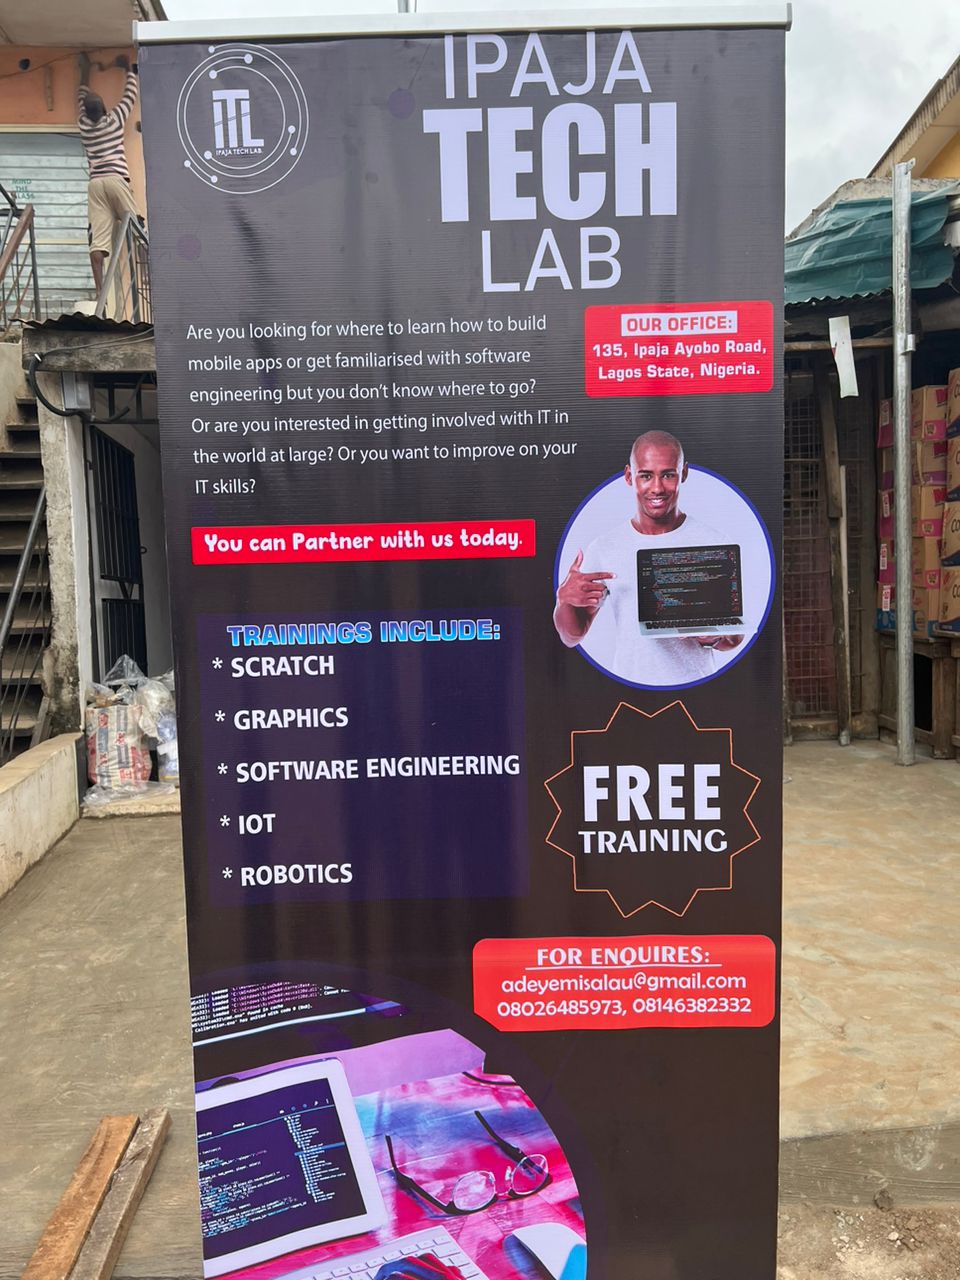 IPAJA
TECH
LAB
ITL
IPAJA TECH LAB.
Are you looking for where to learn how to build
mobile apps or get familiarised with software
engineering but you don't know where to go?
Or are you interested in getting involved with IT in
the world at large? Or you want to improve on your
IT skills?
OUR OFFICE:
135, Ipaja Ayobo Road,
Lagos State, Nigeria.
You can Partner with us today.
TRAININGS INCLUDE:
* SCRATCH
* GRAPHICS
* SOFTWARE ENGINEERING
* IOT
* ROBOTICS
FREE
TRAINING
FOR ENQUIRES:
adeyemisalau@gmail.com
08026485973, 08146382332
MIND
THE